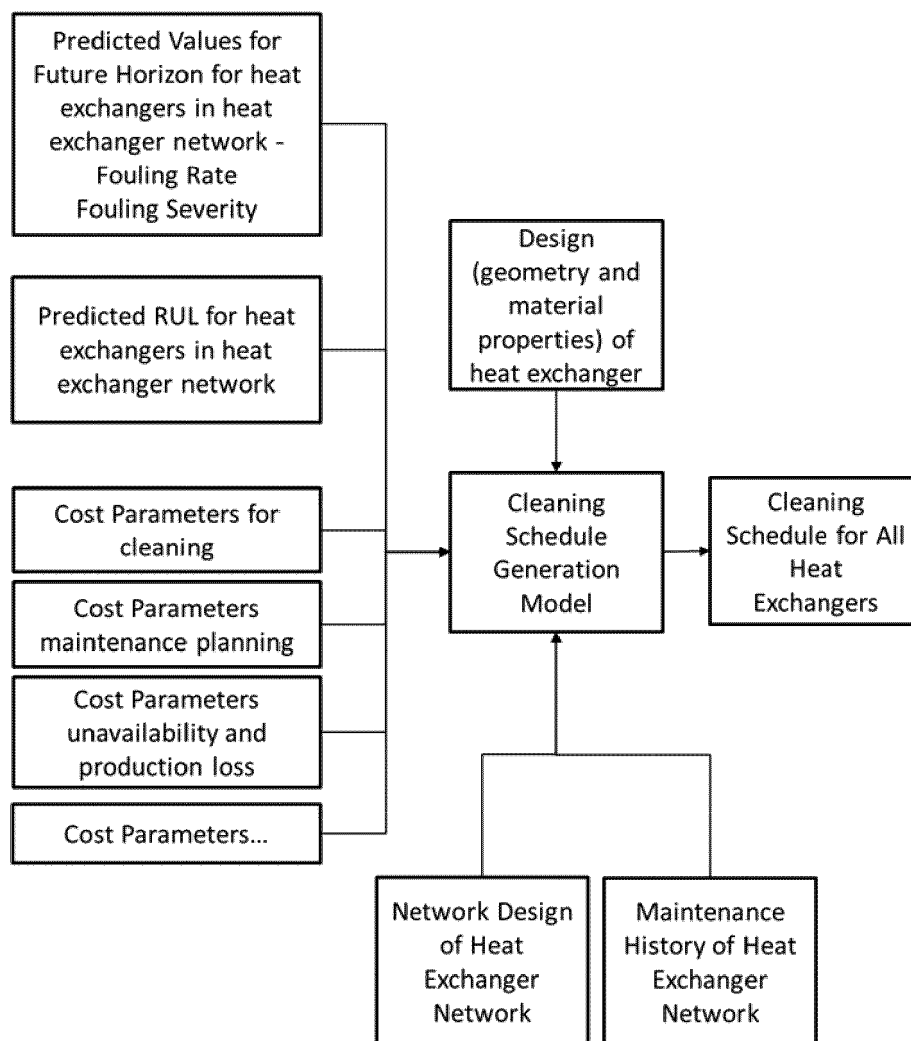 Predicted Values for
Future Horizon for heat
exchangers in heat
exchanger network -
Fouling Rate
Fouling Severity
Predicted RUL for heat
exchangers in heat
exchanger network
Cost Parameters for
cleaning
Cost Parameters
maintenance planning
Cost Parameters
unavailability and
production loss
Cost Parameters...
Design
(geometry and
material
properties) of
heat exchanger
Cleaning
Schedule
Generation
Model
Cleaning
Schedule for All
Heat
Exchangers
Network Design
of Heat
Exchanger
Network
Maintenance
History of Heat
Exchanger
Network